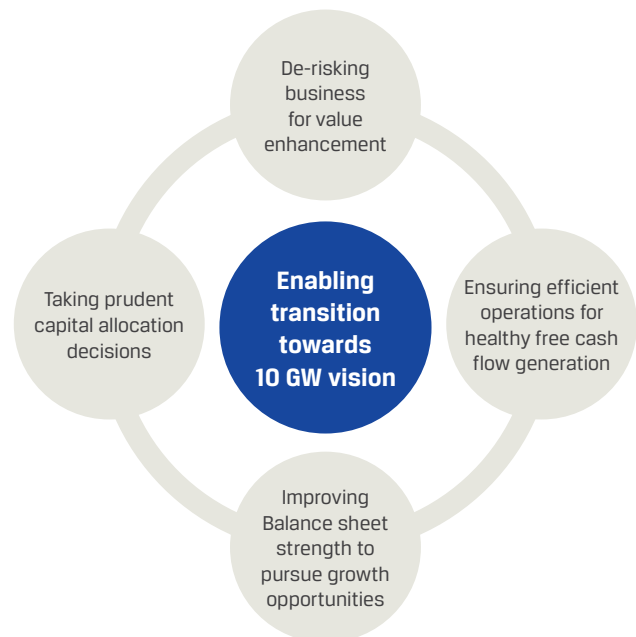 De-risking
business
for value
enhancement
Taking prudent
capital allocation
decisions
Enabling
transition
towards
10 GW vision
Ensuring efficient
operations for
healthy free cash
flow generation
Improving
Balance sheet
strength to
pursue growth
opportunities